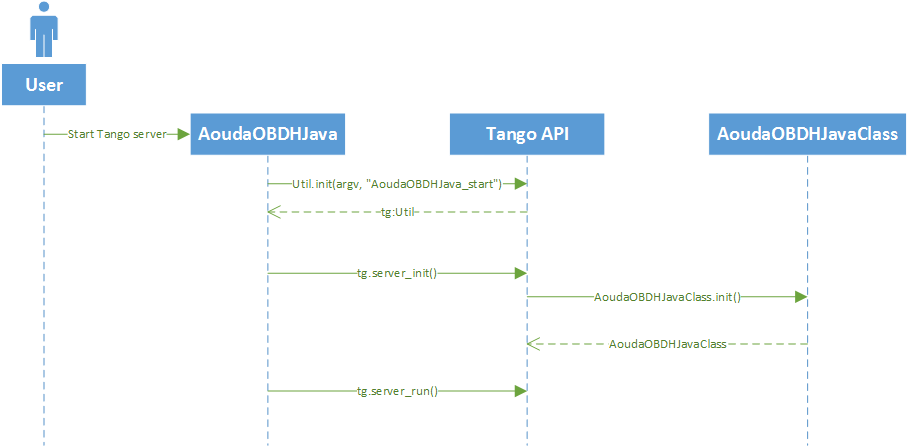 User
Start Tango server
AoudaOBDHJava
Tango API
AoudaOBDHJavaClass
Util.init(argv, "AoudaOBDHJava_start")
tg:Util
tg.server_init()
AoudaOBDHJavaClass.init()
AoudaOBDHJavaClass
tg.server_run()